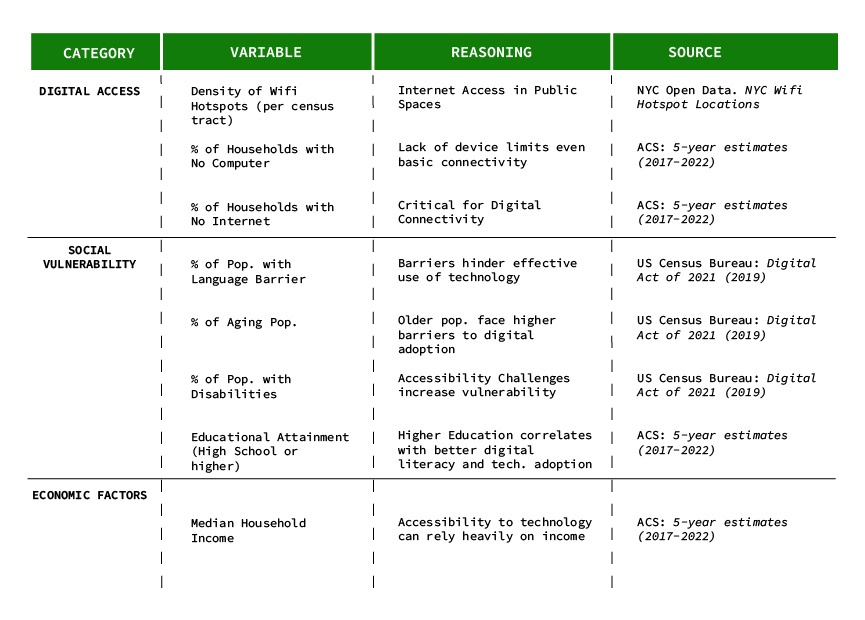 CATEGORY VARIABLE REASONING SOURCE
DIGITAL ACCESS
Density of Wifi
Hotspots (per census
tract)
Internet Access in Public
Spaces
NYC Open Data. NYC Wifi
Hotspot Locations
% of Households with
No Computer
Lack of device limits even
basic connectivity
ACS: 5-year estimates
(2017-2022)
% of Households with
No Internet
Critical for Digital
Connectivity
ACS: 5-year estimates
(2017-2022)
SOCIAL
VULNERABILITY
% of Pop. with
Language Barrier
Barriers hinder effective
use of technology
US Census Bureau: Digital
Act of 2021 (2019)
% of Aging Pop.
Older pop. face higher
barriers to digital
adoption
US Census Bureau: Digital
Act of 2021 (2019)
% of Pop. with
Disabilities
Accessibility Challenges
increase vulnerability
US Census Bureau: Digital
Act of 2021 (2019)
Educational Attainment
(High School or
higher)
Higher Education correlates
with better digital
literacy and tech. adoption
ACS: 5-year estimates
(2017-2022)
ECONOMIC FACTORS
Median Household
Income
Accessibility to technology
can rely heavily on income
ACS: 5-year estimates
(2017-2022)